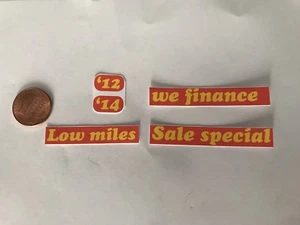 '12
'14
we finance
Low miles
Sale special